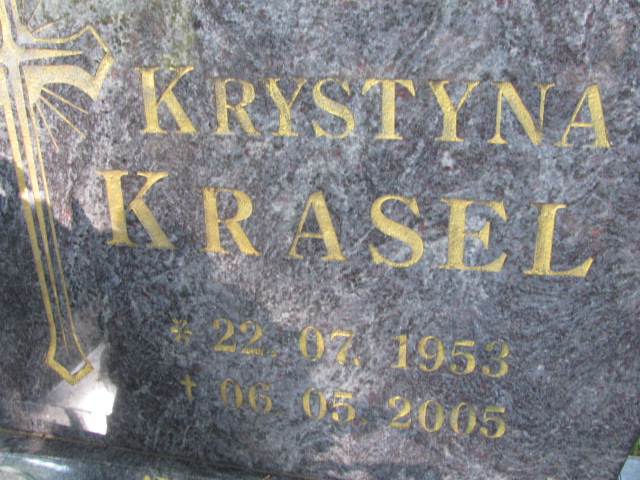 KRYSTYNA
KRASEL
* 22. 07. 1953
† 06. 05. 2005